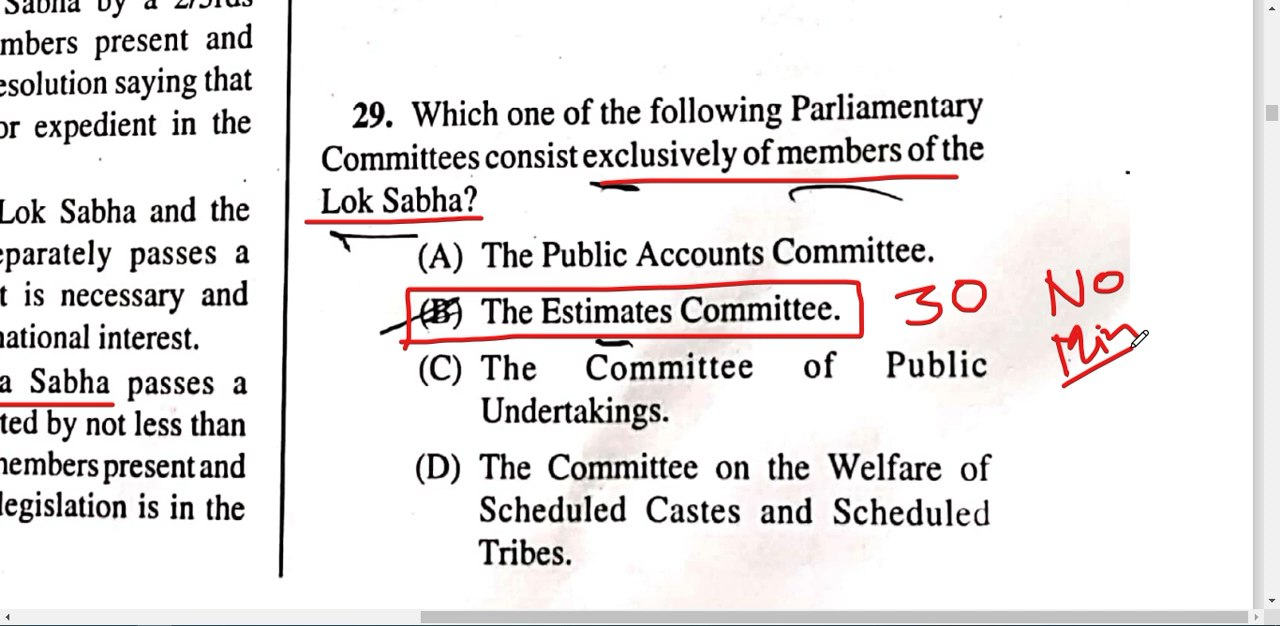 Sabha by a 2/3rds
mbers present and
esolution saying that
or expedient in the
Lok Sabha and the
eparately passes a
t is necessary and
national interest.
a Sabha passes a
ted by not less than
nembers present and
legislation is in the
29. Which one of the following Parliamentary
Committees consist exclusively of members of the
Lok Sabha?
(A) The Public Accounts Committee.
(B) The Estimates Committee. 30 No
Min
(C) The Committee of Public
Undertakings.
(D) The Committee on the Welfare of
Scheduled Castes and Scheduled
Tribes.